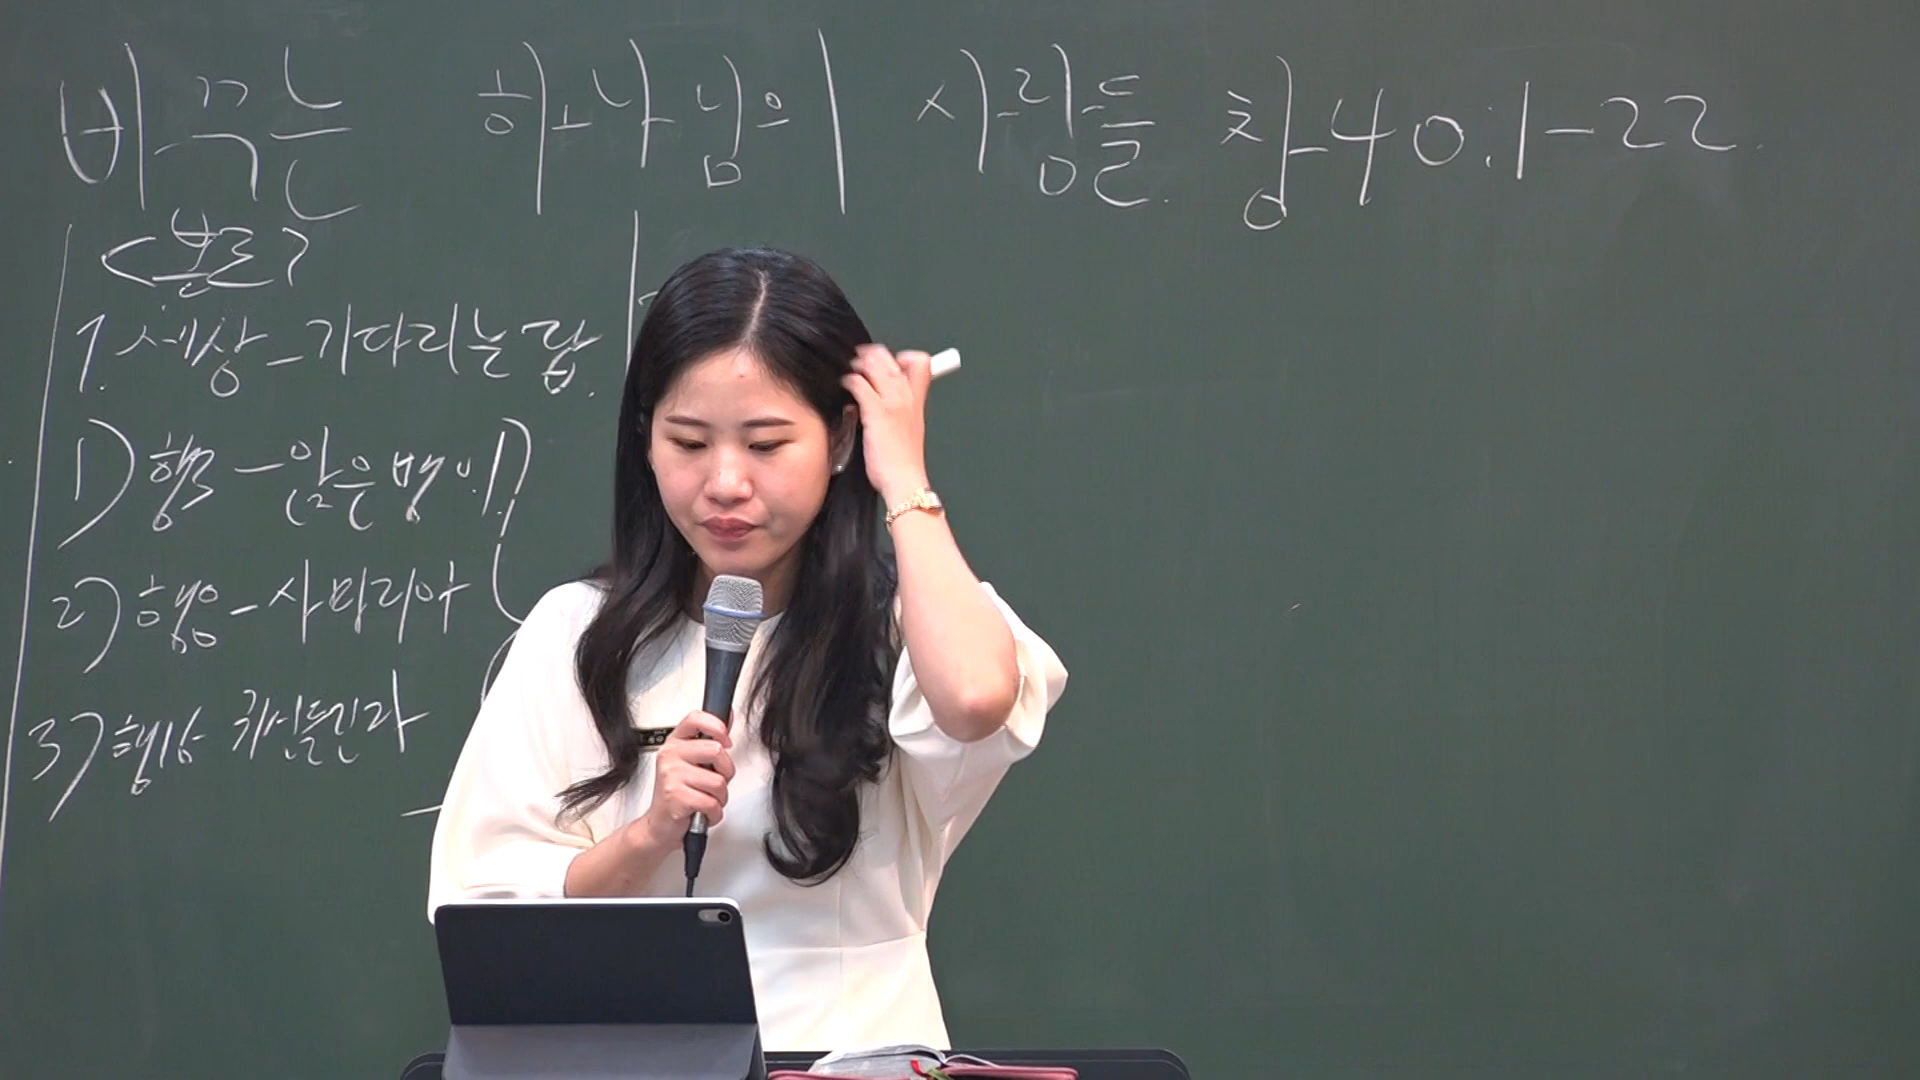 바꾸는 하나님의 사람들 창40:1-22
<본론>
1. 세상-기다리는 답.
1) 행3 - 앉은뱅이
2) 행8 - 사마리아
3) 행16 귀신들린자